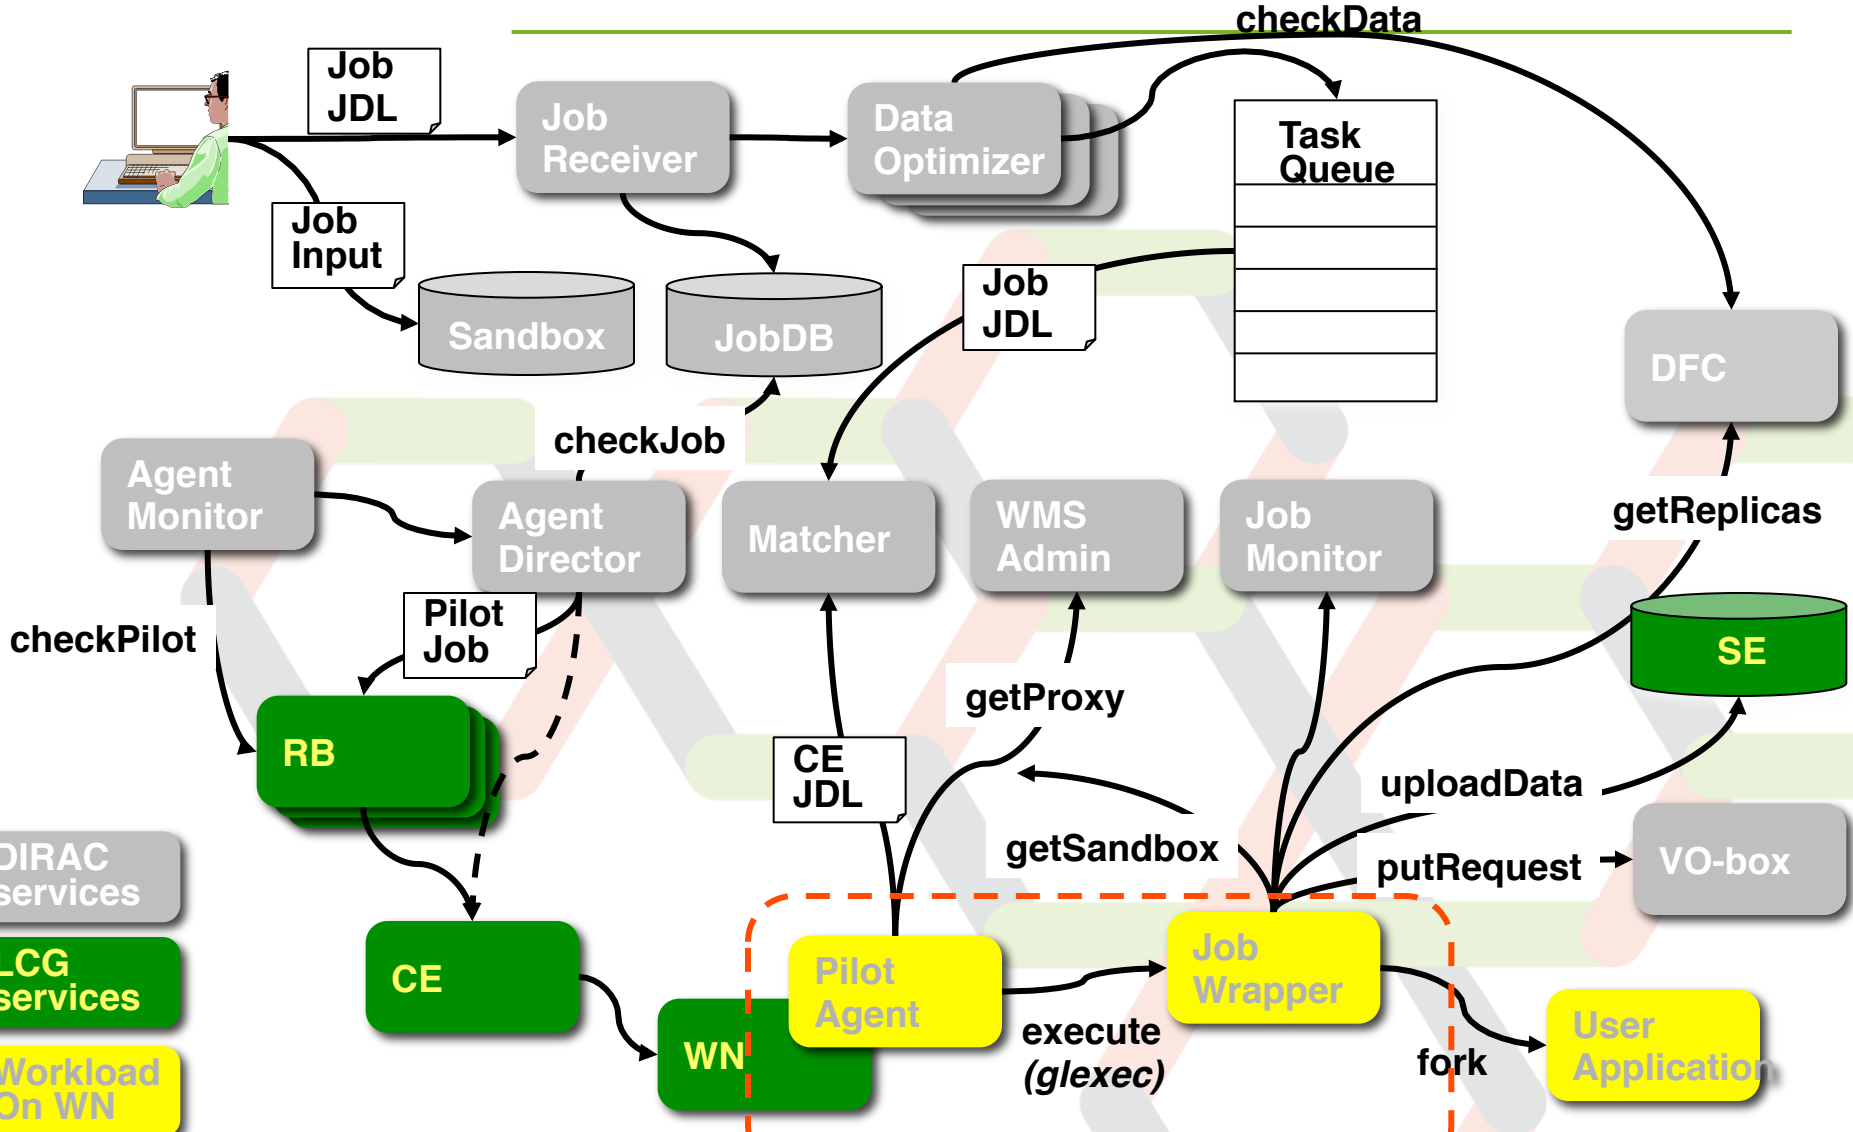 checkData
Job
JDL
Job
Receiver
Data
Optimizer
Task
Queue
Job
Input
Sandbox
JobDB
Job
JDL
DFC
checkJob
Agent
Monitor
Agent
Director
Matcher
WMS
Admin
Job
Monitor
getReplicas
Pilot
Job
checkPilot
SE
getProxy
RB
CE
JDL
uploadData
getSandbox
putRequest
VO-box
DIRAC
services
LCG
services
CE
Pilot
Agent
Job
Wrapper
WN
execute
(glexec)
fork
User
Application
Workload
On WN